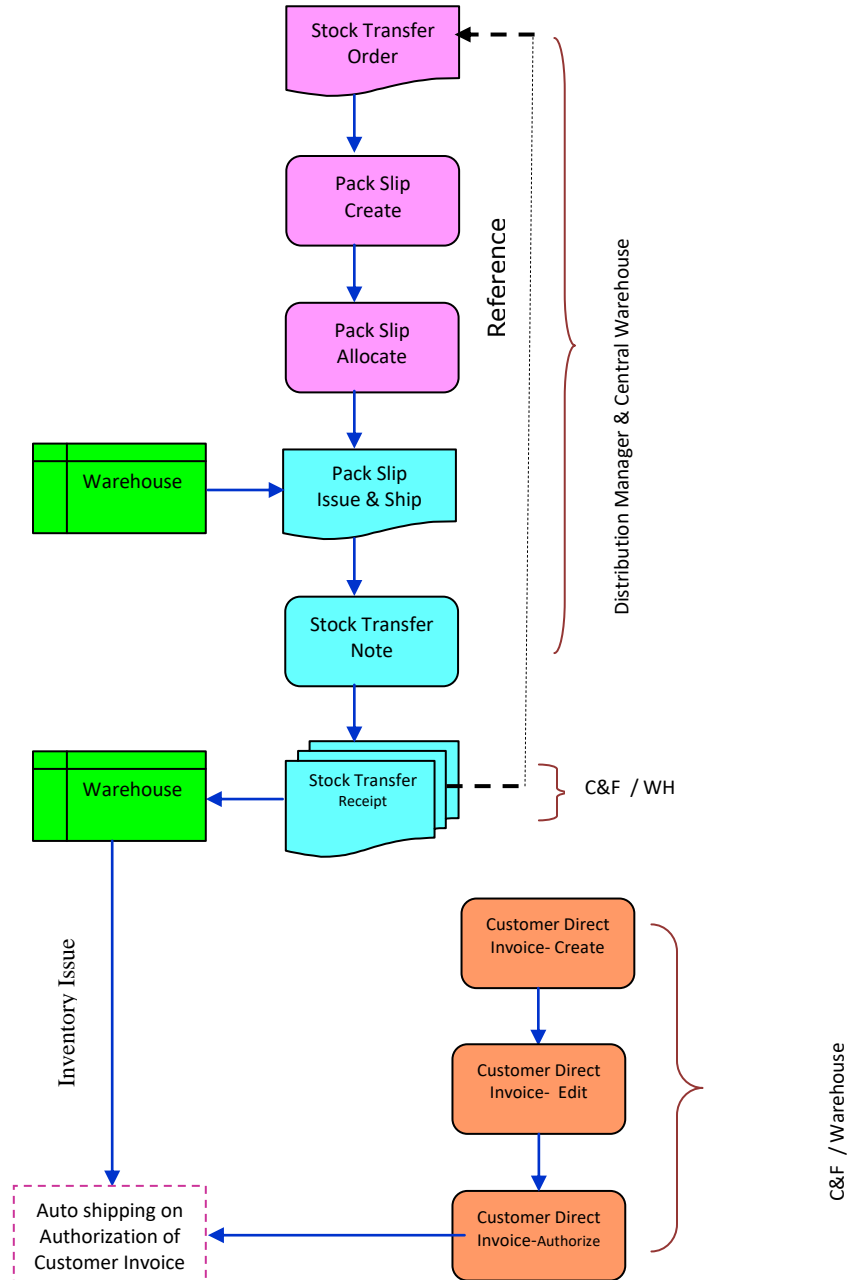 Stock Transfer
Order
Pack Slip
Create
Reference
Pack Slip
Allocate
Distribution Manager & Central Warehouse
Warehouse
Pack Slip
Issue & Ship
Stock Transfer
Note
Warehouse
Stock Transfer
Receipt
C&F / WH
Inventory Issue
Customer Direct
Invoice- Create
Customer Direct
Invoice- Edit
C&F / Warehouse
Customer Direct
Invoice-Authorize
Auto shipping on
Authorization of
Customer Invoice